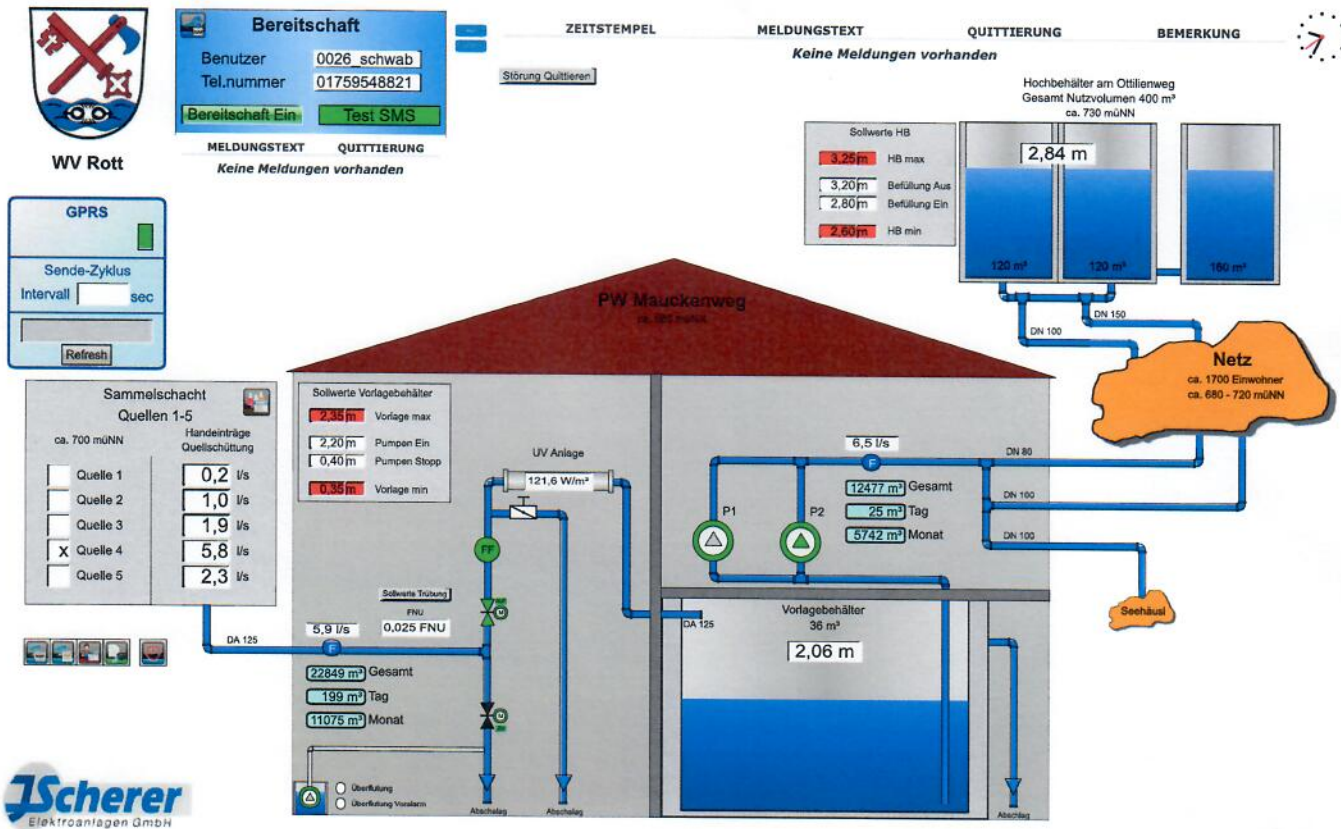 WV Rott
Bereitschaft
Benutzer 0026_schwab
Tel.nummer 01759548821
Bereitschaft Ein Test SMS
MELDUNGSTEXT QUITTIERUNG
Keine Meldungen vorhanden
ZEITSTEMPEL MELDUNGSTEXT QUITTIERUNG BEMERKUNG
Keine Meldungen vorhanden
Störung Quittieren
Hochbehälter am Ottilienweg
Gesamt Nutzvolumen 400 m³
ca. 730 müNN
Sollwerte HB
3,25 m HB max
3,20 m Befüllung Aus
2,80 m Befüllung Ein
2,60 m HB min
2,84 m
120 m³ 120 m³ 160 m³
DN 100 DN 150
GPRS
Sende-Zyklus
Intervall sec
Refresh
PW Mauckenweg
Netz
ca. 1700 Einwohner
ca. 680 - 720 müNN
Sammelschacht
Quellen 1-5
ca. 700 müNN
Handeinträge
Quellschüttung
Quelle 1 0,2 l/s
Quelle 2 1,0 l/s
Quelle 3 1,9 l/s
x Quelle 4 5,8 l/s
Quelle 5 2,3 l/s
Sollwerte Vorlagebehälter
2,35 m Vorlage max
2,20 m Pumpen Ein
0,40 m Pumpen Stopp
0,35 m Vorlage min
UV Anlage
121,6 W/m²
FF
Sollwerte Trübung
FNU
0,025 FNU
DA 125
5,9 l/s
F
M
22849 m³ Gesamt
199 m³ Tag
11075 m³ Monat
M
Überflutung
Überflutung Voralarm
Abschlag
Abschlag
6,5 l/s
F
12477 m³ Gesamt
25 m³ Tag
5742 m³ Monat
P1 P2
DN 80
DN 100
DN 100
Seehäusl
DA 125
Vorlagebehälter
36 m³
2,06 m
Abschlag
JScherer
Elektroanlagen GmbH